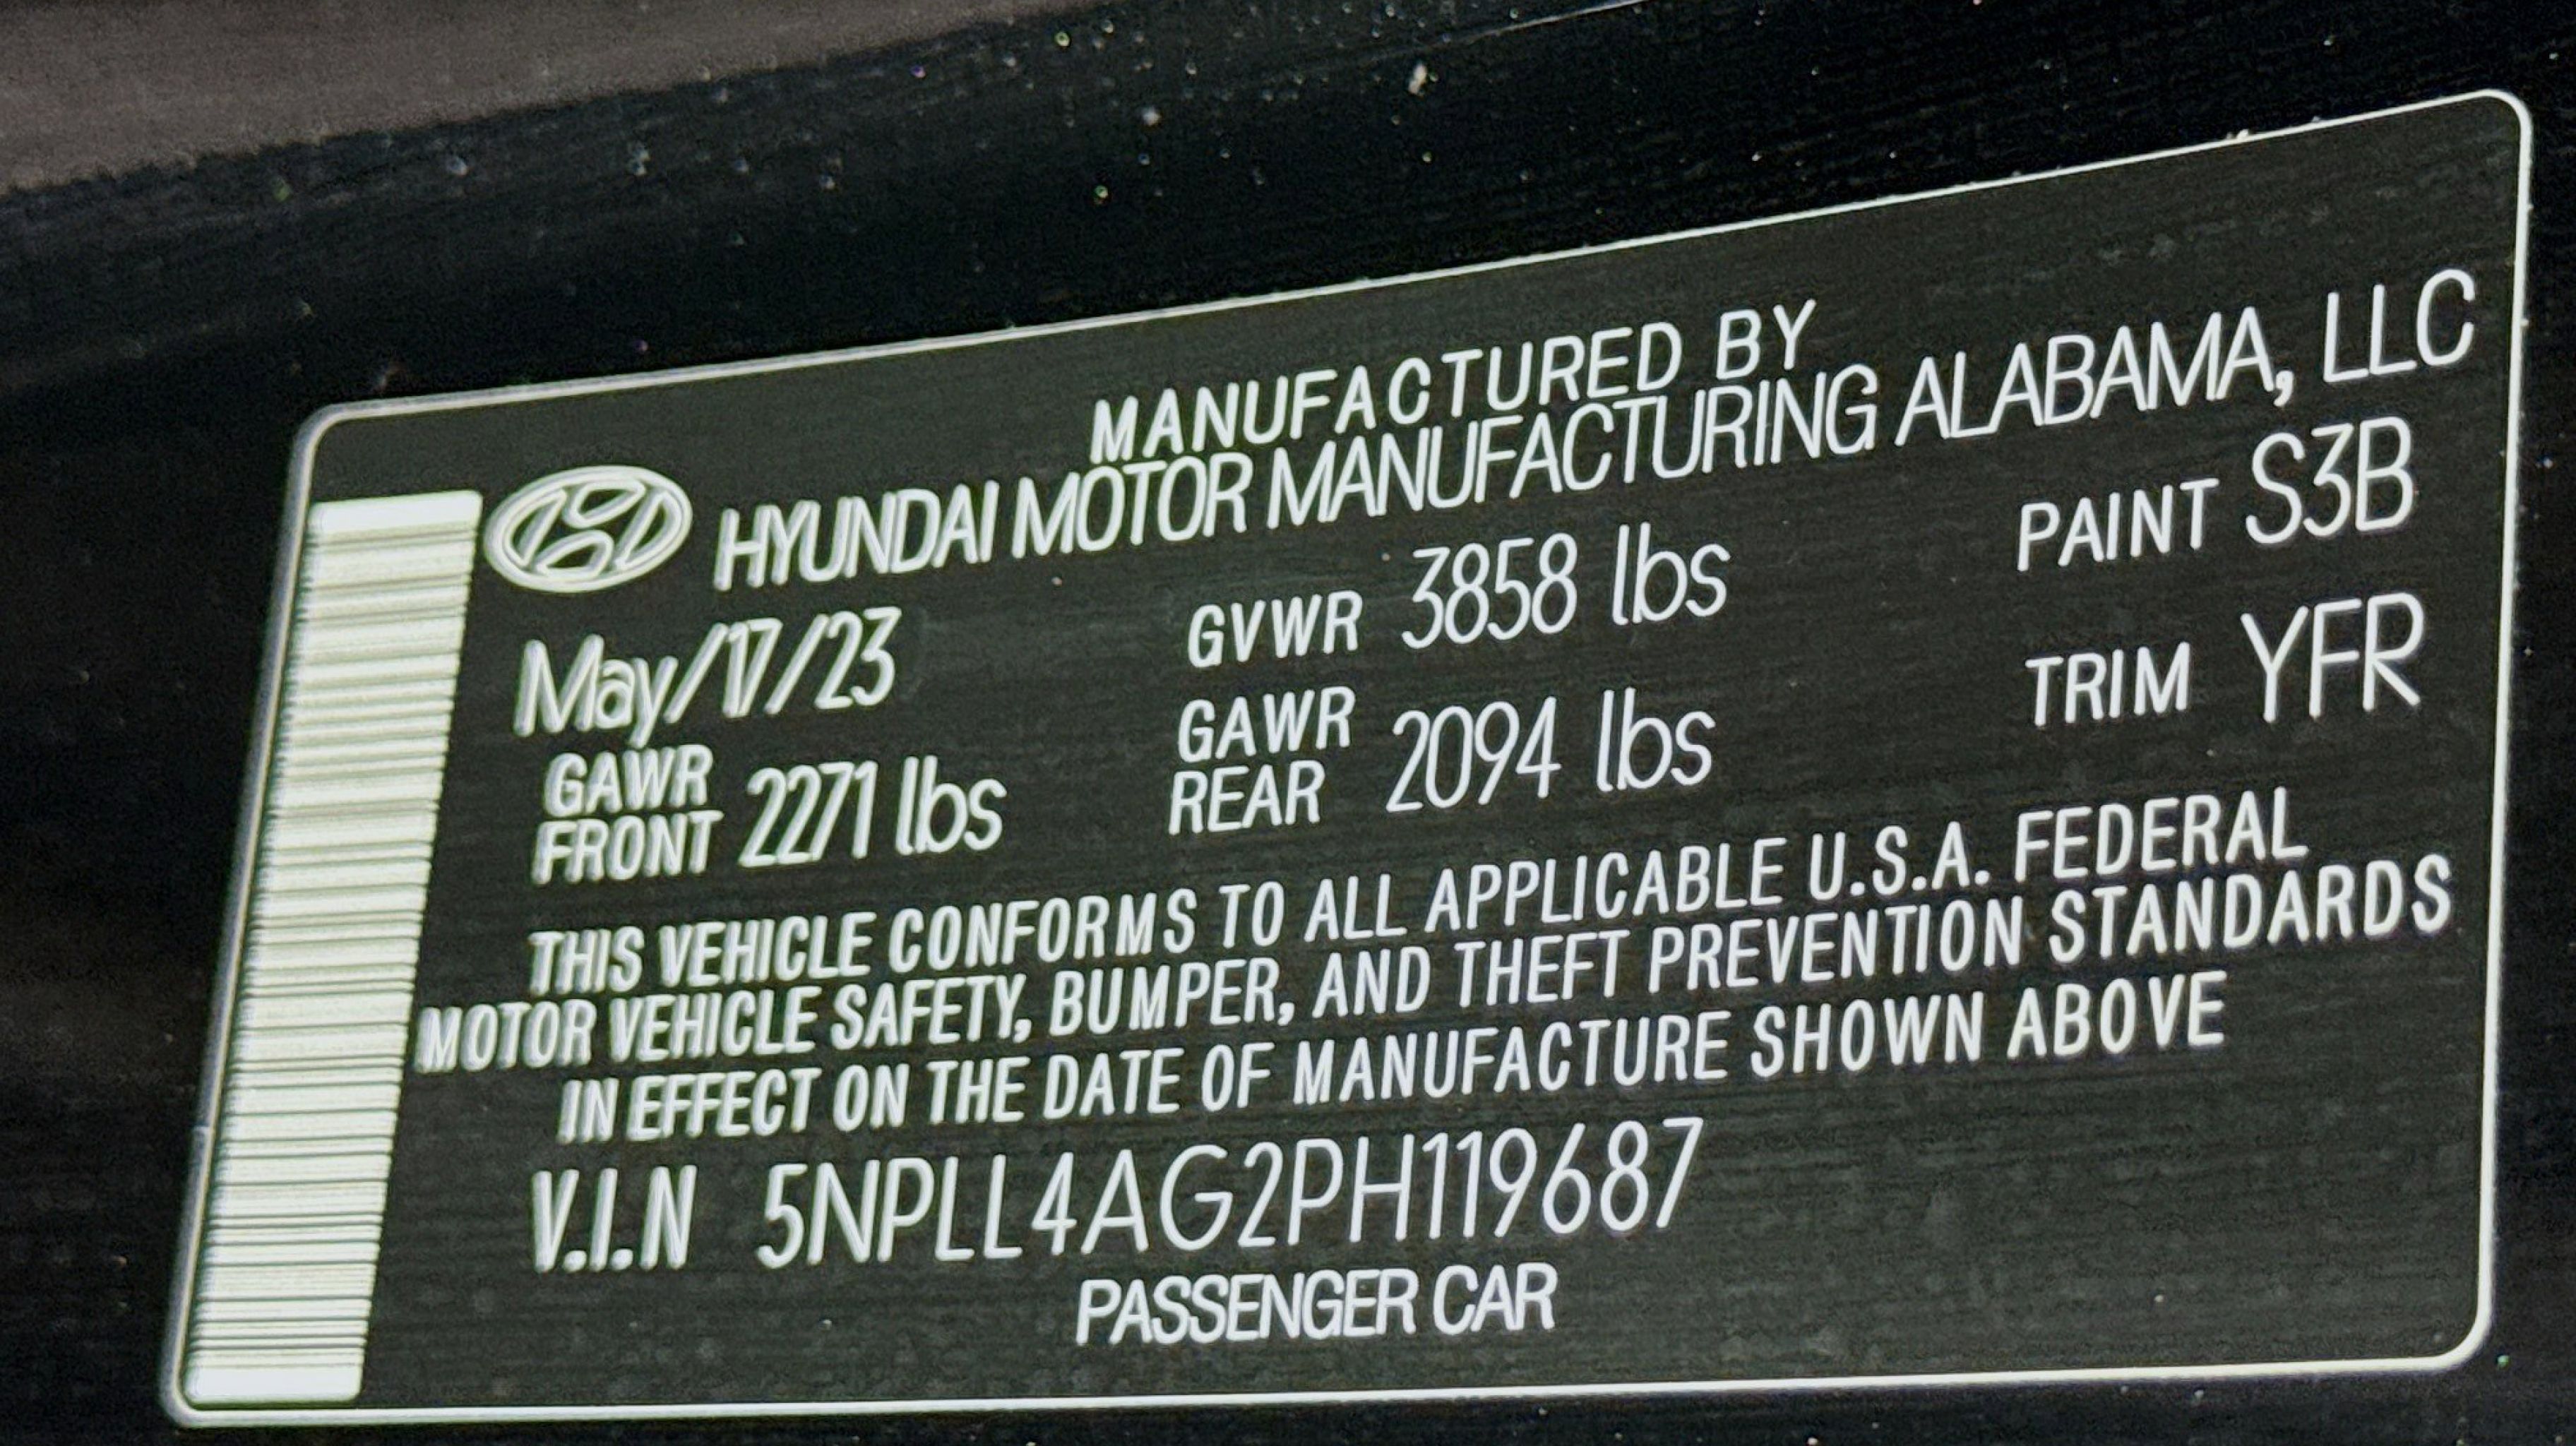 MANUFACTURED BY
HYUNDAI MOTOR MANUFACTURING ALABAMA, LLC
May/17/23 GVWR 3858 lbs PAINT S3B
GAWR FRONT 2271 lbs GAWR REAR 2094 lbs TRIM YFR
THIS VEHICLE CONFORMS TO ALL APPLICABLE U.S.A. FEDERAL
MOTOR VEHICLE SAFETY, BUMPER, AND THEFT PREVENTION STANDARDS
IN EFFECT ON THE DATE OF MANUFACTURE SHOWN ABOVE
V.I.N 5NPLL4AG2PH119687
PASSENGER CAR